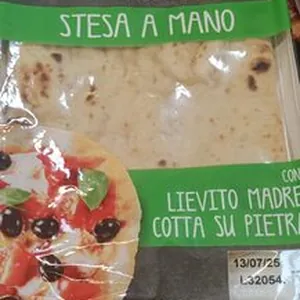 STESA A MANO
CON
LIEVITO MADRE
COTTA SU PIETRA
13/07/25
L32054.